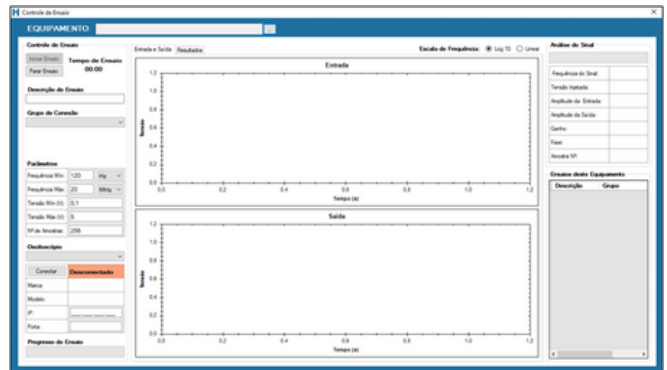 Controle de Ensaio
EQUIPAMENTO:
Controle de Ensaio
Iniciar Ensaio
Parar Ensaio
Tempo de Ensaio
00:00
Descrição do Ensaio
Grupo de Conexão
Parâmetros
Frequência Mín: 120 Hz
Frequência Máx: 20 MHz
Tensão Mín (V): 0,1
Tensão Máx (V): 5
Nº de Amostras: 256
Osciloscópio
Conectar Desconectado
Marca:
Modelo:
IP:
Porta:
Progresso do Ensaio
Entrada e Saída Resultados
Escala de Frequência: Log 10 Linear
Entrada
Tensão
1.2
0.8
0.6
0.4
0.2
0.0
0.0 0.2 0.4 0.6 0.8 1.0 1.2
Tempo (s)
Saída
Tensão
1.2
0.8
0.6
0.4
0.2
0.0
0.0 0.2 0.4 0.6 0.8 1.0 1.2
Tempo (s)
Análise do Sinal
Frequência do Sinal:
Tensão Injetada:
Amplitude da Entrada:
Amplitude da Saída:
Ganho:
Fase:
Amostra Nº:
Ensaios deste Equipamento
Descrição Grupo